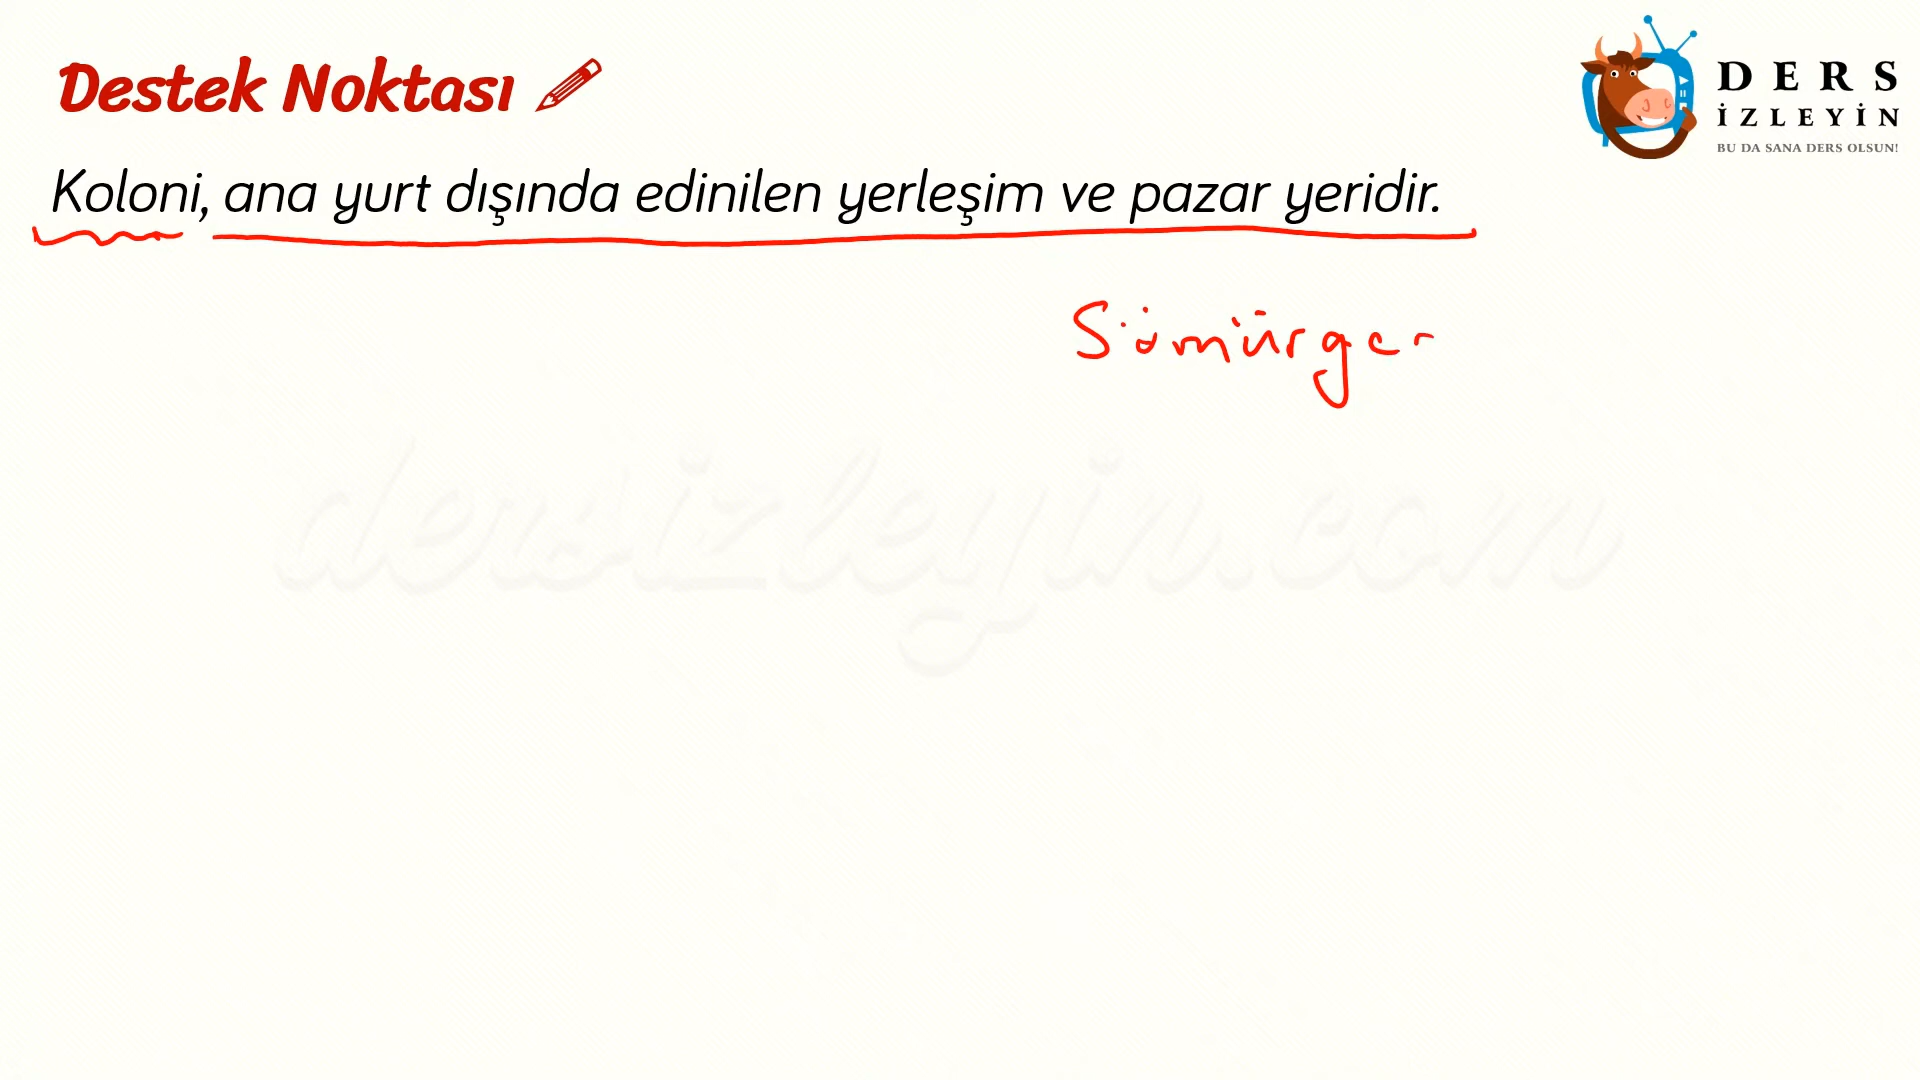 Destek Noktası
DERS
İZLEYİN
BU DA SANA DERS OLSUN!
Koloni, ana yurt dışında edinilen yerleşim ve pazar yeridir.
dersizleyin.com